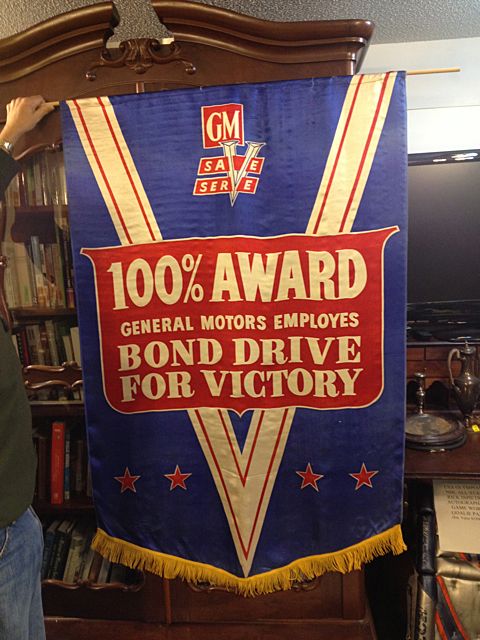 GM
SAVE
SERVE
100% AWARD
GENERAL MOTORS EMPLOYES
BOND DRIVE
FOR VICTORY